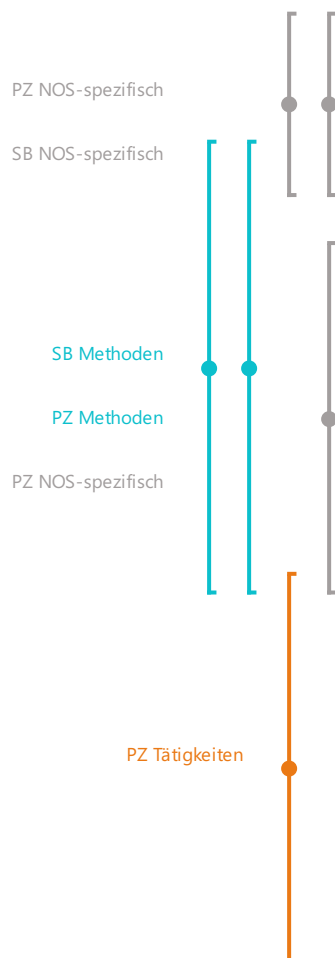 PZ NOS-spezifisch
SB NOS-spezifisch
SB Methoden
PZ Methoden
PZ NOS-spezifisch
PZ Tätigkeiten